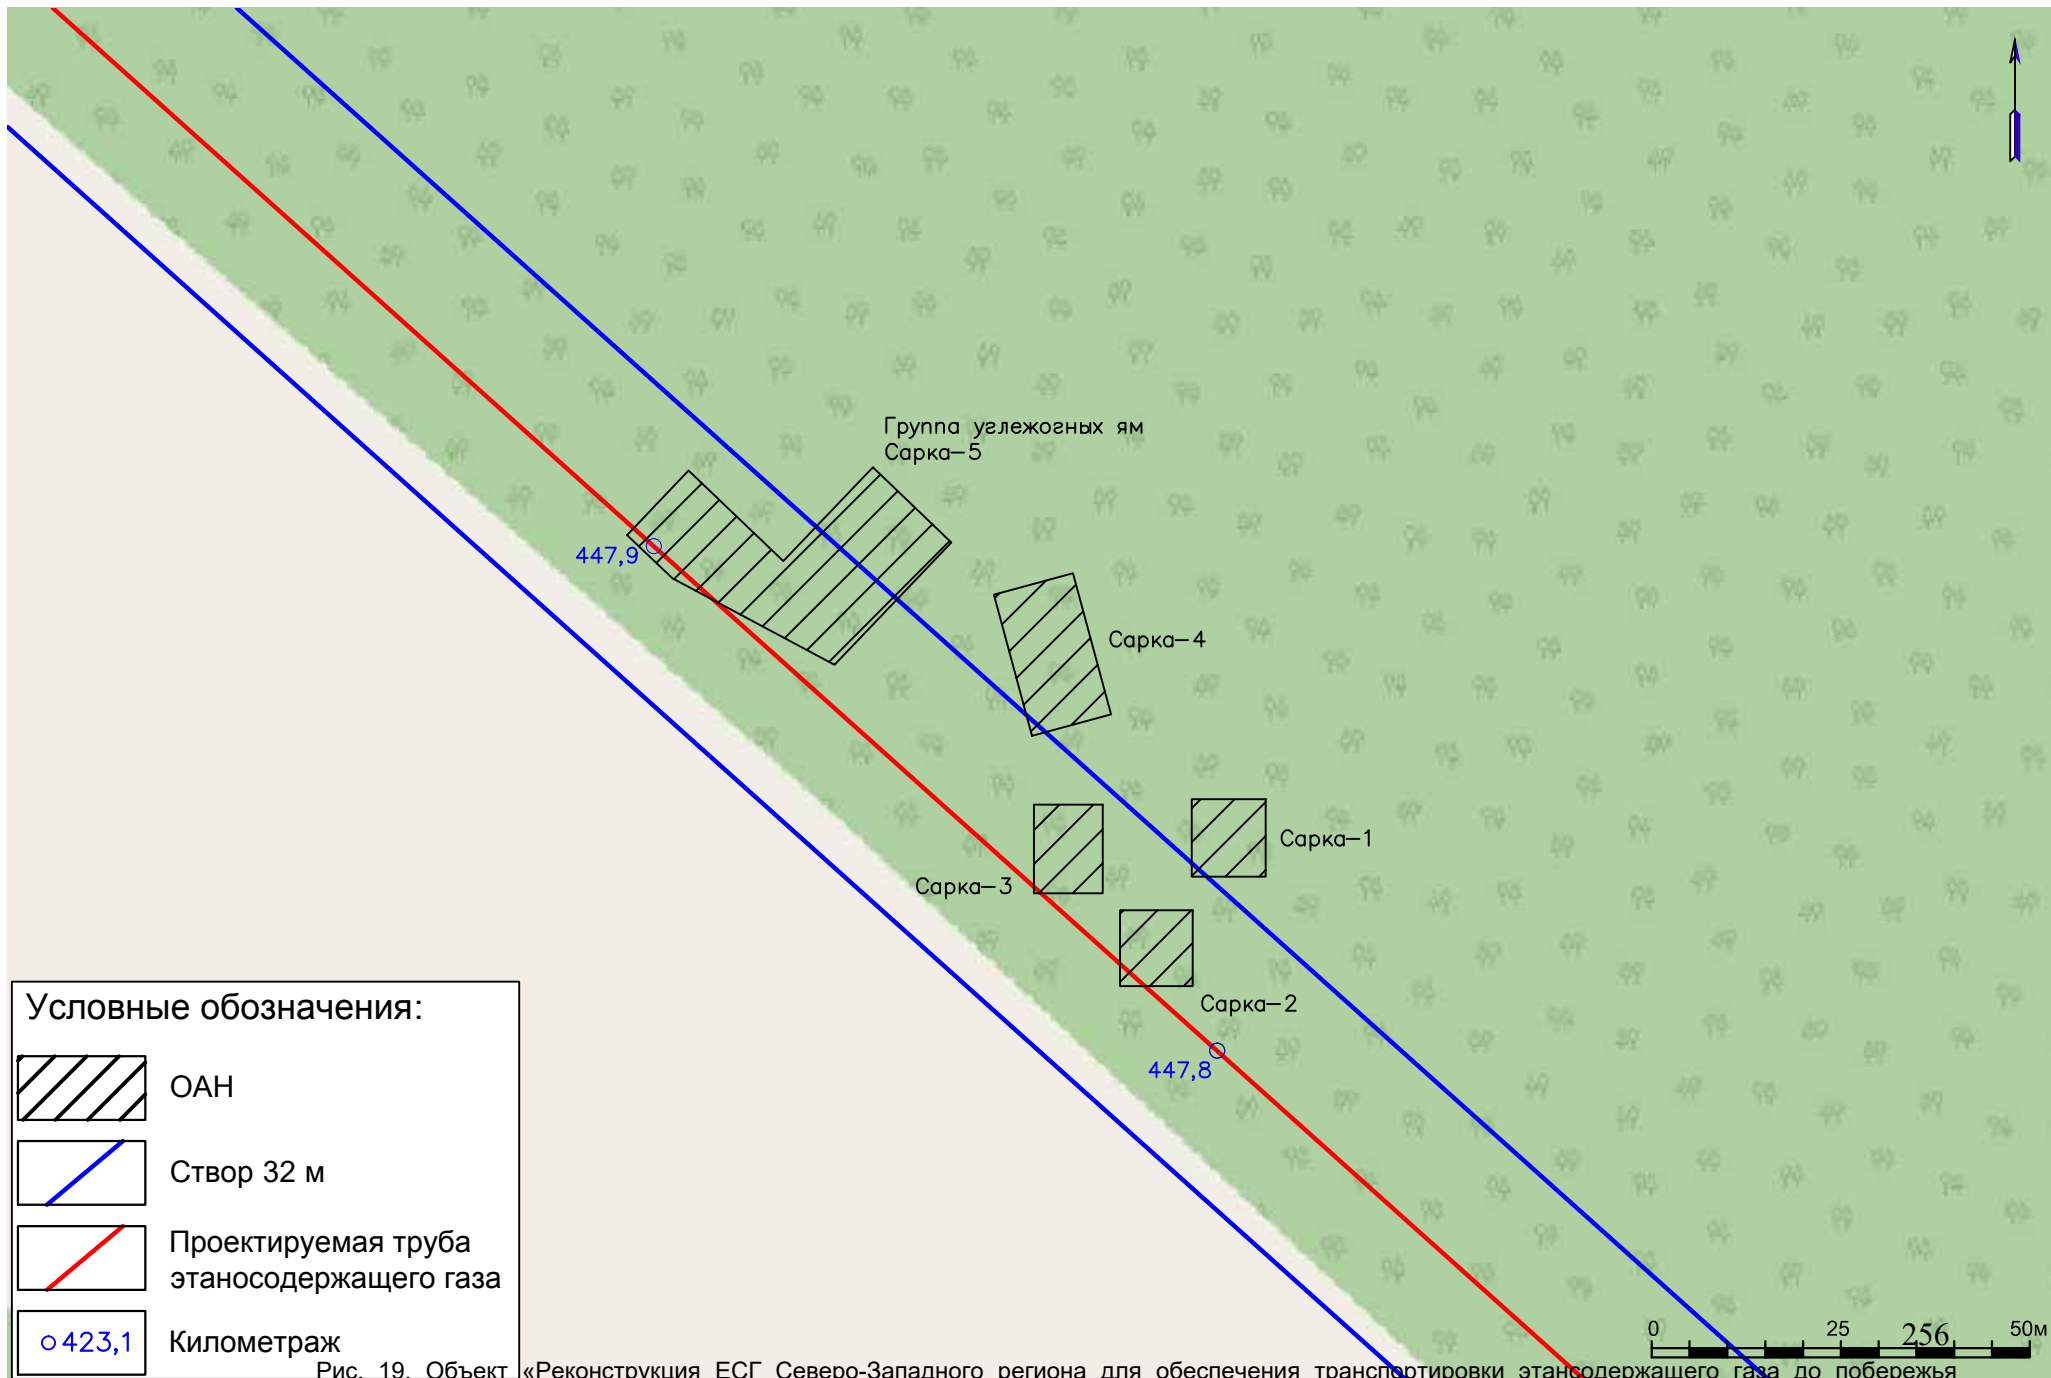 Группа углежогных ям
Сарка-5
447,9
Сарка-4
Сарка-1
Сарка-3
Сарка-2
447,8
Условные обозначения:
ОАН
Створ 32 м
Проектируемая труба
этаносодержащего газа
423,1
Километраж
0 25 50м
256
Рис. 19. Объект «Реконструкция ЕСГ Северо-Западного региона для обеспечения транспортировки этансодержащего газа до побережья